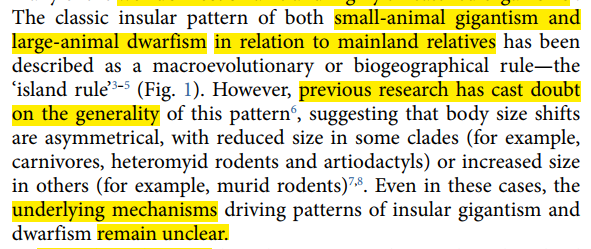 The classic insular pattern of both small-animal gigantism and
large-animal dwarfism in relation to mainland relatives has been
described as a macroevolutionary or biogeographical rule—the
‘island rule’3–5 (Fig. 1). However, previous research has cast doubt
on the generality of this pattern6, suggesting that body size shifts
are asymmetrical, with reduced size in some clades (for example,
carnivores, heteromyid rodents and artiodactyls) or increased size
in others (for example, murid rodents)7,8. Even in these cases, the
underlying mechanisms driving patterns of insular gigantism and
dwarfism remain unclear.